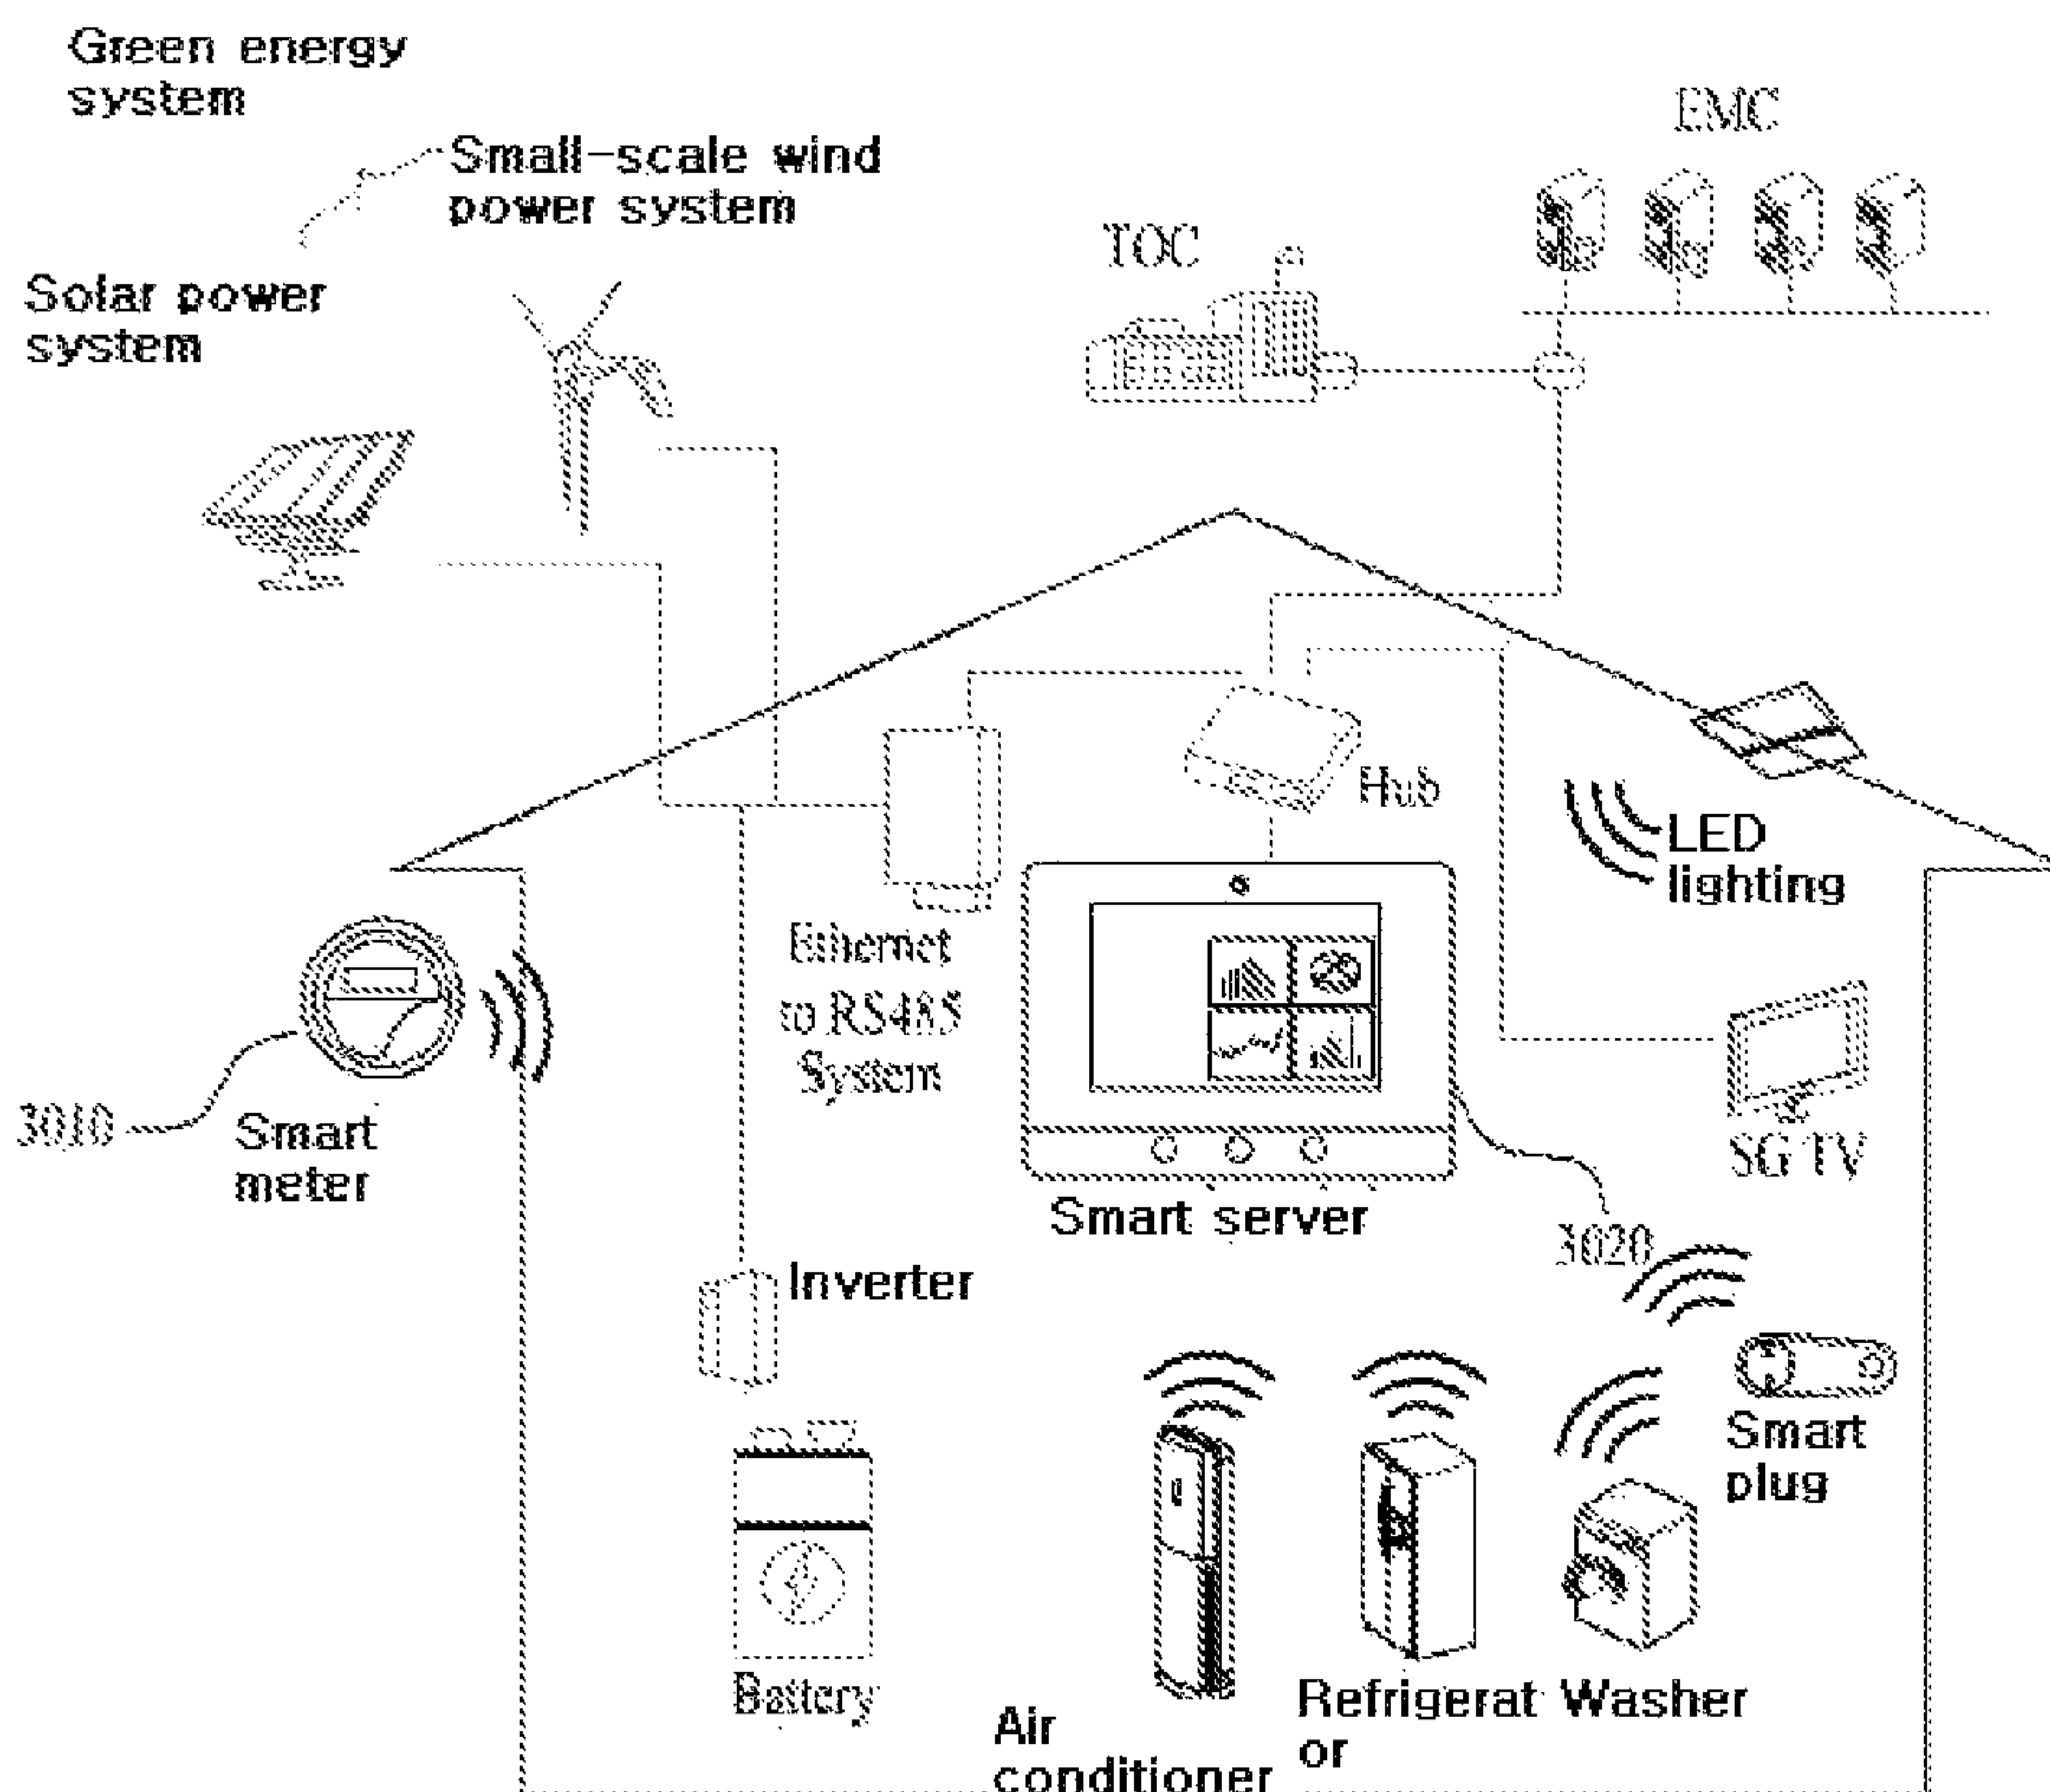 Green energy
system
Small-scale wind
power system
EMC
TOC
Solar power
system
Hub
LED
lighting
Ethernet
to RS485
System
3010
Smart
meter
SG TV
Smart server
3020
Inverter
Smart
plug
Battery
Air
conditioner
Refrigerat
or
Washer